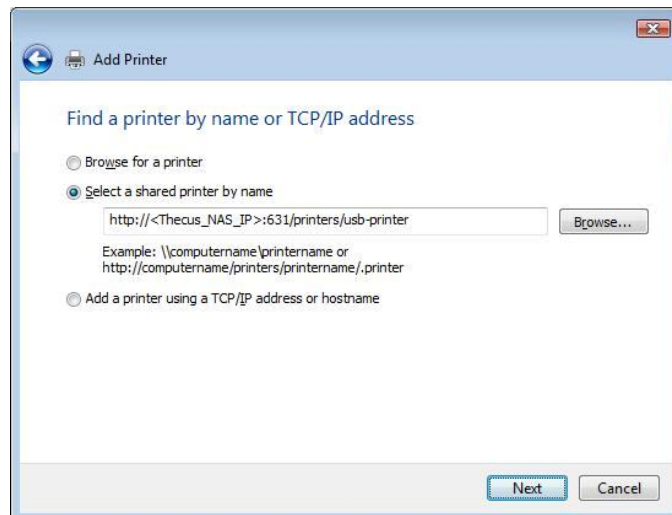 Add Printer
Find a printer by name or TCP/IP address
Browse for a printer
Select a shared printer by name
http://<Thecus_NAS_IP>:631/printers/usb-printer
Browse...
Example: \\computername\printername or
http://computername/printers/printername/.printer
Add a printer using a TCP/IP address or hostname
Next
Cancel